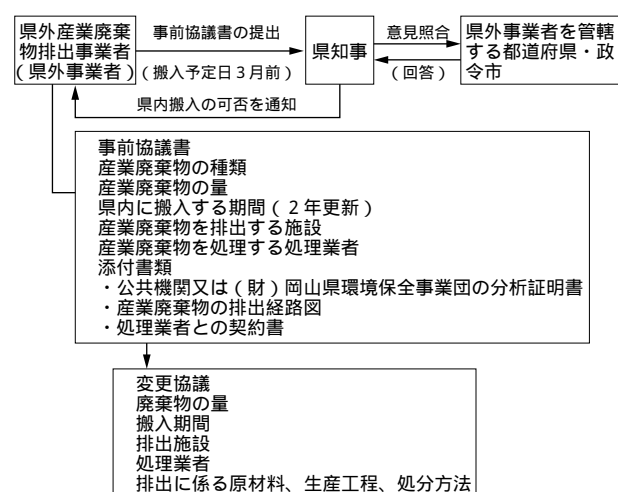 県外産業廃棄
物排出事業者
(県外事業者)
事前協議書の提出
(搬入予定日3月前)
県知事
意見照合
(回答)
県外事業者を管轄
する都道府県・政
令市
県内搬入の可否を通知
事前協議書
産業廃棄物の種類
産業廃棄物の量
県内に搬入する期間(2年更新)
産業廃棄物を排出する施設
産業廃棄物を処理する処理業者
添付書類
・公共機関又は(財)岡山県環境保全事業団の分析証明書
・産業廃棄物の排出経路図
・処理業者との契約書
変更協議
廃棄物の量
搬入期間
排出施設
処理業者
排出に係る原材料、生産工程、処分方法